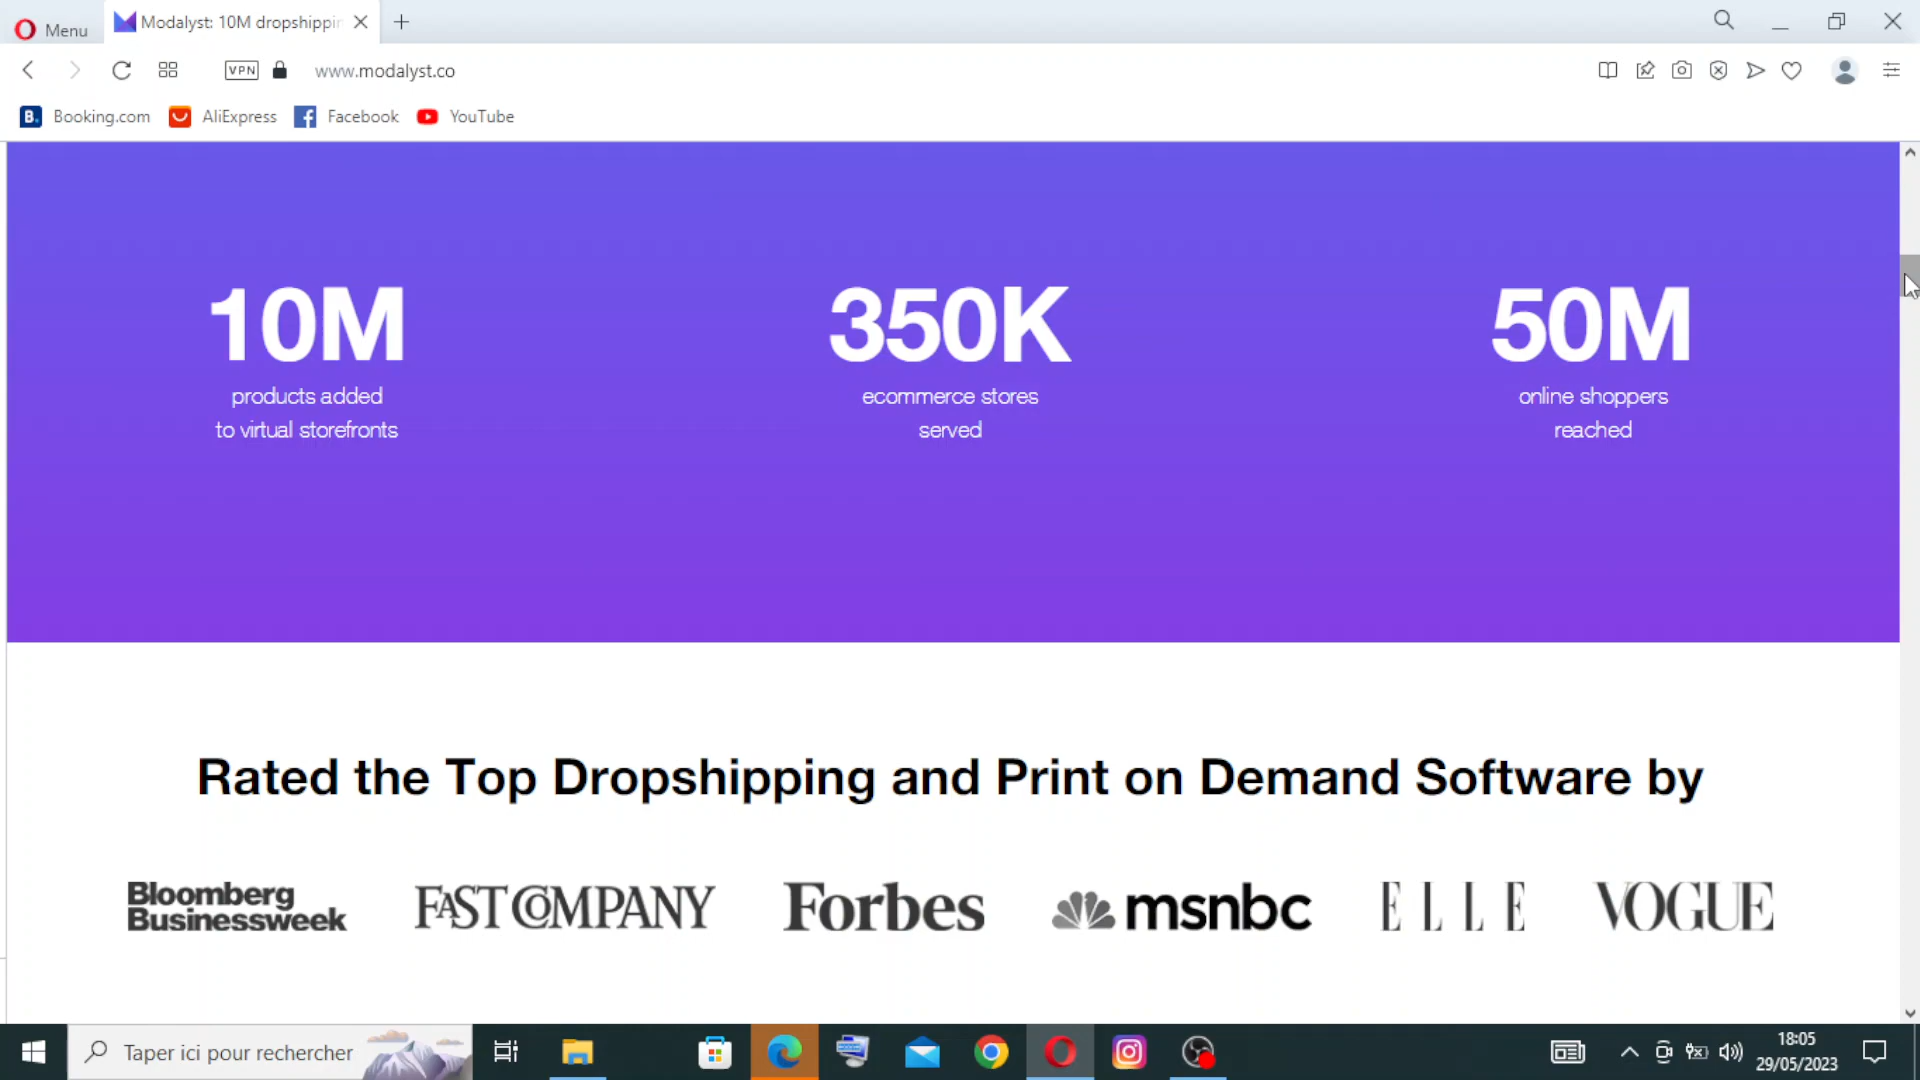 Menu
Modalyst: 10M dropshippin
VPN
www.modalyst.co
B. Booking.com
AliExpress
Facebook
YouTube
10M
products added
to virtual storefronts
350K
ecommerce stores
served
50M
online shoppers
reached
Rated the Top Dropshipping and Print on Demand Software by
Bloomberg
Businessweek
FAST COMPANY
Forbes
msnbc
ELLE
VOGUE
Taper ici pour rechercher
18:05
29/05/2023